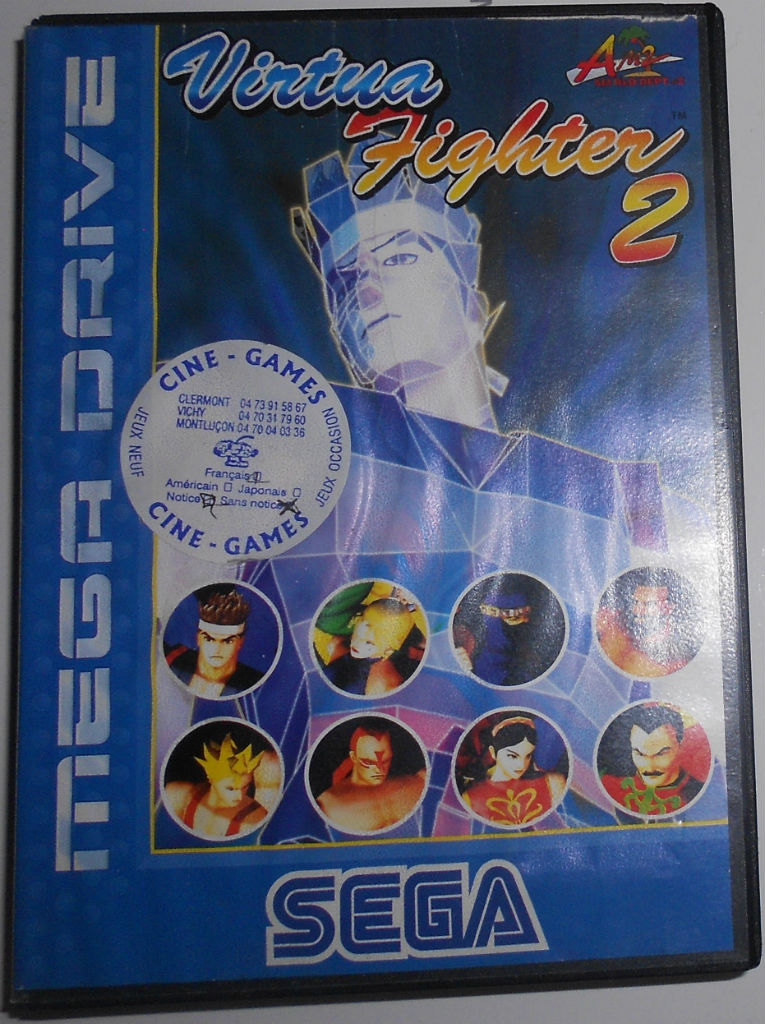 MEGA DRIVE
Virtua
Fighter
2
TM
AM2
CINE - GAMES
CLERMONT 04 73 91 58 67
VICHY 04 70 31 79 60
MONTLUÇON 04 70 04 03 36
JEUX NEUF
JEUX OCCASION
Français
Américain Japonais
Notice Sans notice
CINE - GAMES
SEGA